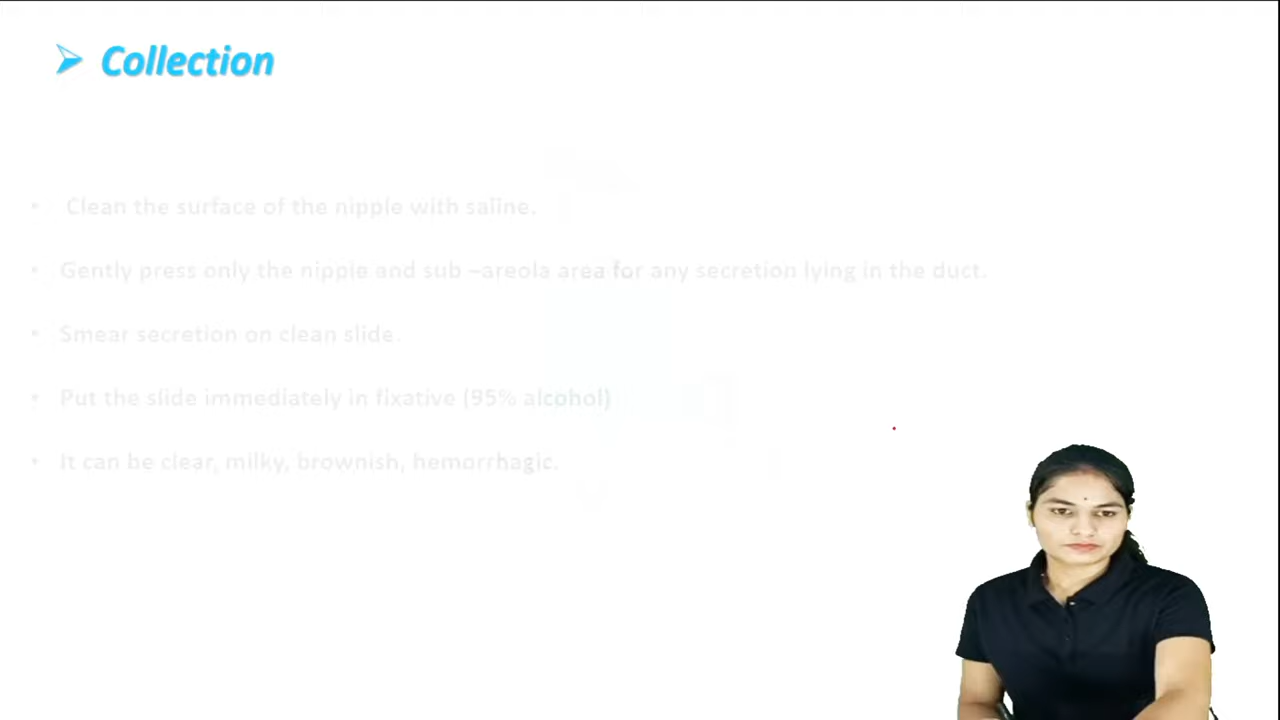 Collection
Clean the surface of the nipple with saline.
Gently press only the nipple and sub –areola area for any secretion lying in the duct.
Smear secretion on clean slide.
Put the slide immediately in fixative (95% alcohol)
It can be clear, milky, brownish, hemorrhagic.